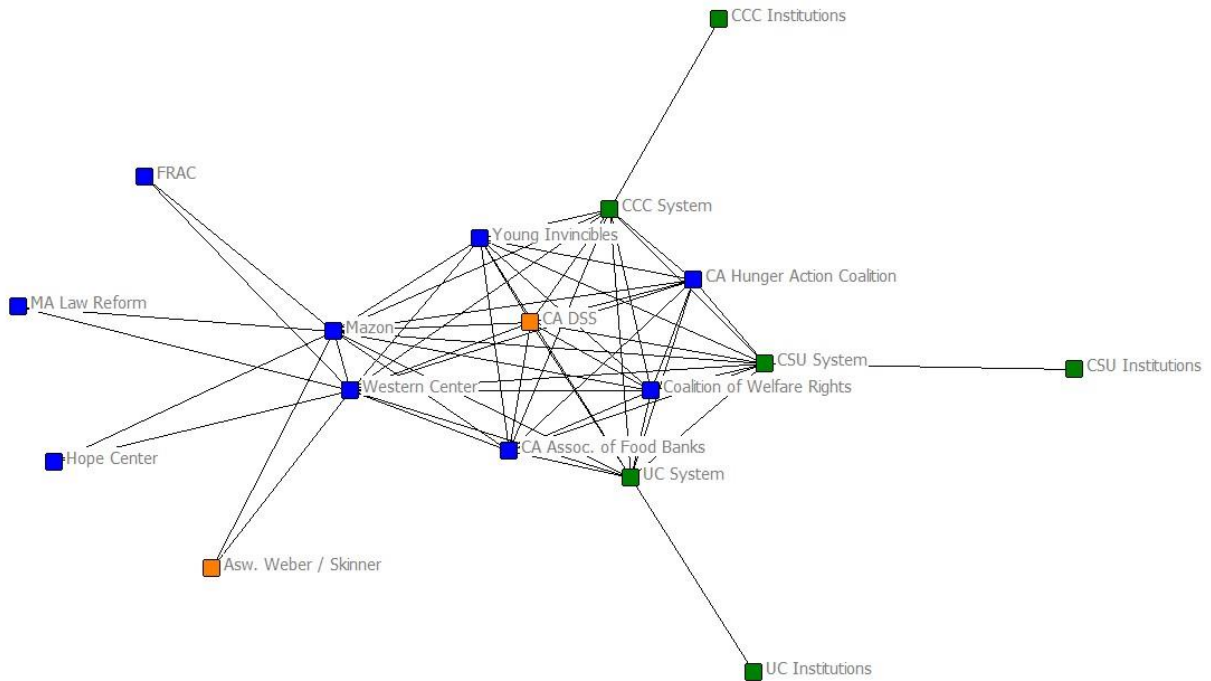 CCC Institutions
FRAC
CCC System
Young Invincibles
CA Hunger Action Coalition
MA Law Reform
CA DSS
Mazon
CSU System
CSU Institutions
Western Center
Coalition of Welfare Rights
CA Assoc. of Food Banks
Hope Center
UC System
Asw. Weber / Skinner
UC Institutions